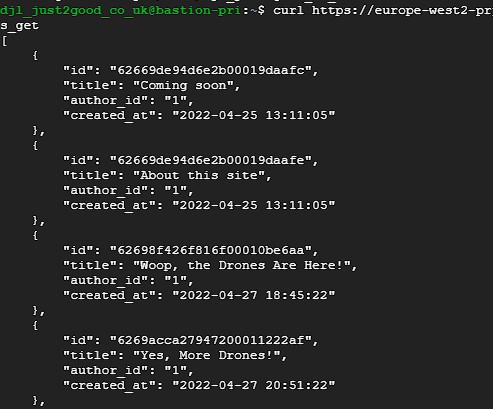 djl_just2good_co_uk@bastion-pri:~$ curl https://europe-west2-pr
s_get
[
    {
        "id": "62669de94d6e2b00019daafc",
        "title": "Coming soon",
        "author_id": "1",
        "created_at": "2022-04-25 13:11:05"
    },
    {
        "id": "62669de94d6e2b00019daafe",
        "title": "About this site",
        "author_id": "1",
        "created_at": "2022-04-25 13:11:05"
    },
    {
        "id": "62698f426f816f00010be6aa",
        "title": "Woop, the Drones Are Here!",
        "author_id": "1",
        "created_at": "2022-04-27 18:45:22"
    },
    {
        "id": "6269acca27947200011222af",
        "title": "Yes, More Drones!",
        "author_id": "1",
        "created_at": "2022-04-27 20:51:22"
    },